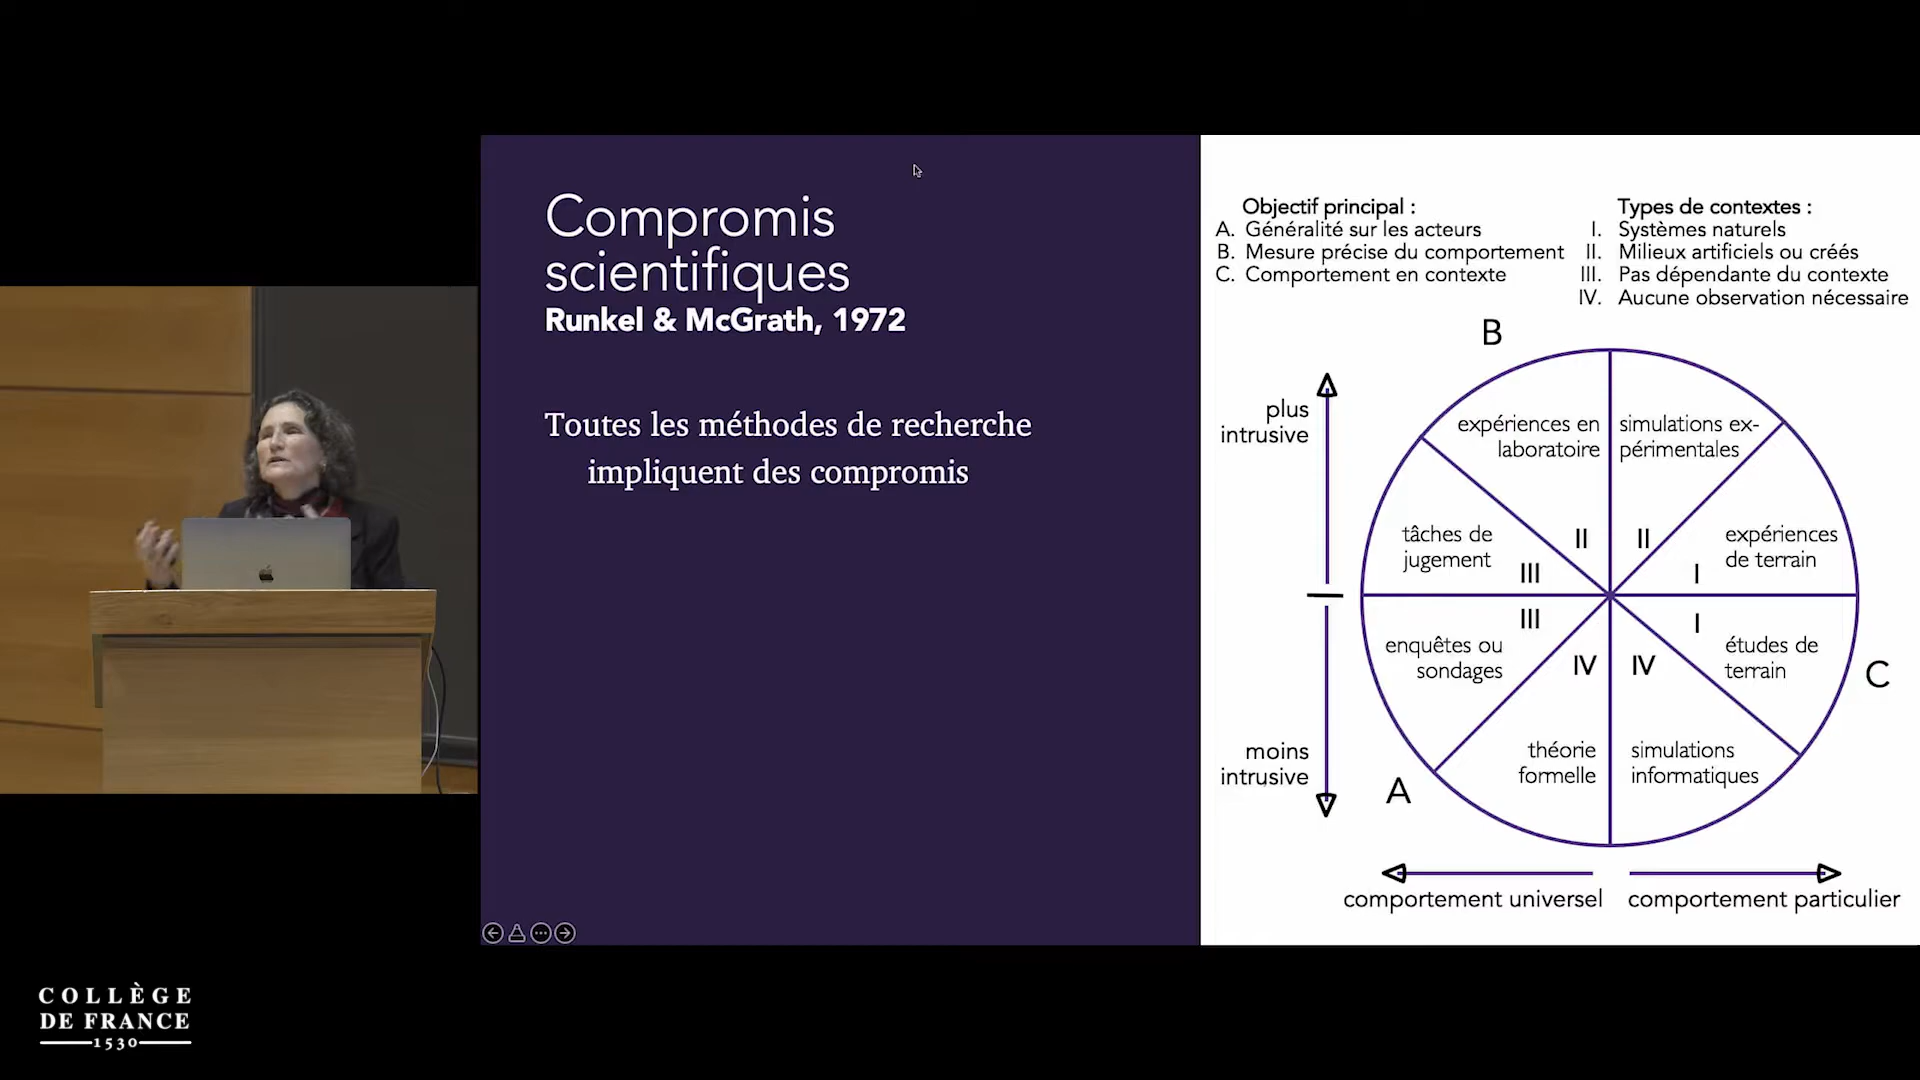 Compromis
scientifiques
Runkel & McGrath, 1972
Toutes les méthodes de recherche
impliquent des compromis
Objectif principal :
A. Généralité sur les acteurs
B. Mesure précise du comportement
C. Comportement en contexte
Types de contextes :
I. Systèmes naturels
II. Milieux artificiels ou créés
III. Pas dépendante du contexte
IV. Aucune observation nécessaire
B
plus
intrusive
expériences en
laboratoire
simulations ex-
périmentales
tâches de
jugement
II
II
expériences
de terrain
III
I
III
I
enquêtes ou
sondages
IV
IV
études de
terrain
C
moins
intrusive
théorie
formelle
simulations
informatiques
A
comportement universel
comportement particulier
COLLÈGE
DE FRANCE
1530